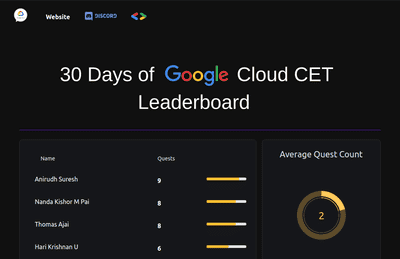 Website DISCORD
30 Days of Google Cloud CET
Leaderboard
Name Quests
Anirudh Suresh 9
Nanda Kishor M Pai 8
Thomas Ajai 8
Hari Krishnan U 6
Average Quest Count
2